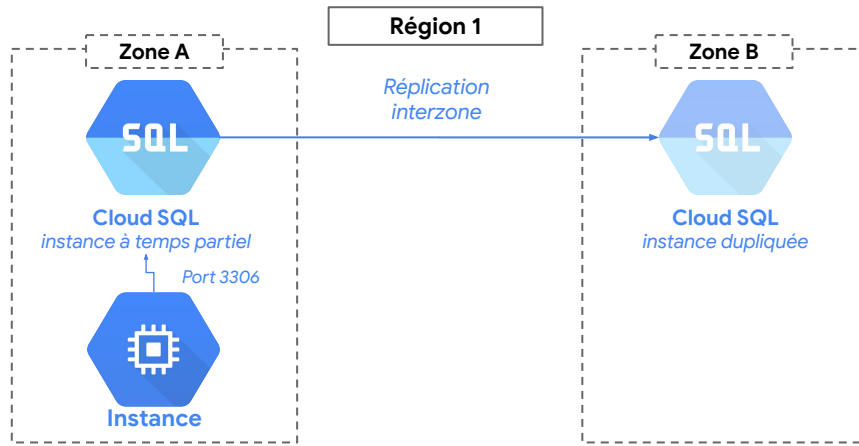 Région 1
Zone A
Zone B
Réplication
interzone
SQL
SQL
Cloud SQL
instance à temps partiel
Cloud SQL
instance dupliquée
Port 3306
Instance